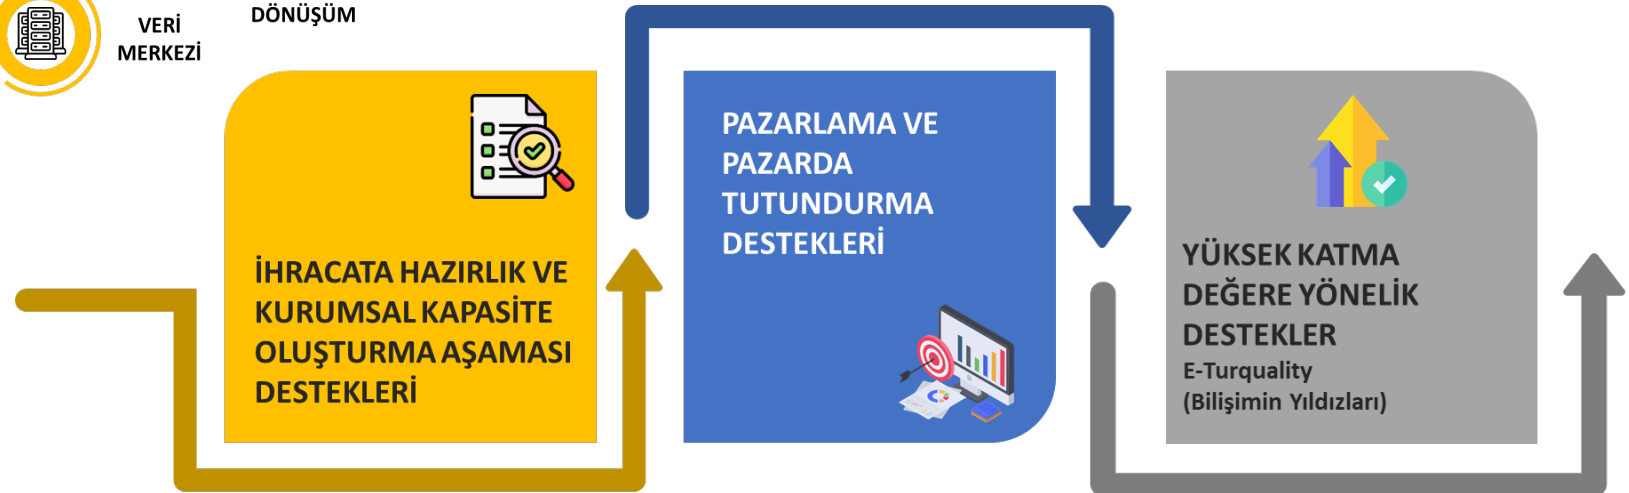 VERİ
MERKEZİ
DÖNÜŞÜM
İHRACATA HAZIRLIK VE
KURUMSAL KAPASİTE
OLUŞTURMA AŞAMASI
DESTEKLERİ
PAZARLAMA VE
PAZARDA
TUTUNDURMA
DESTEKLERİ
YÜKSEK KATMA
DEĞERE YÖNELİK
DESTEKLER
E-Turquality
(Bilişimin Yıldızları)